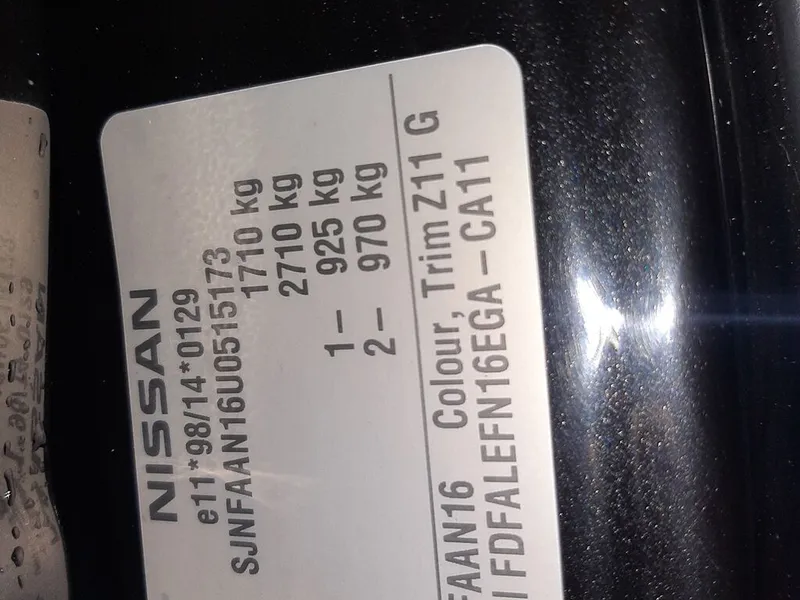 NISSAN
e11*98/14*0129
SJNFAAN16U0515173
1710 kg
2710 kg
1– 925 kg
2– 970 kg
FAAN16 Colour, Trim Z11 G
FDFALEFN16EGA – CA11